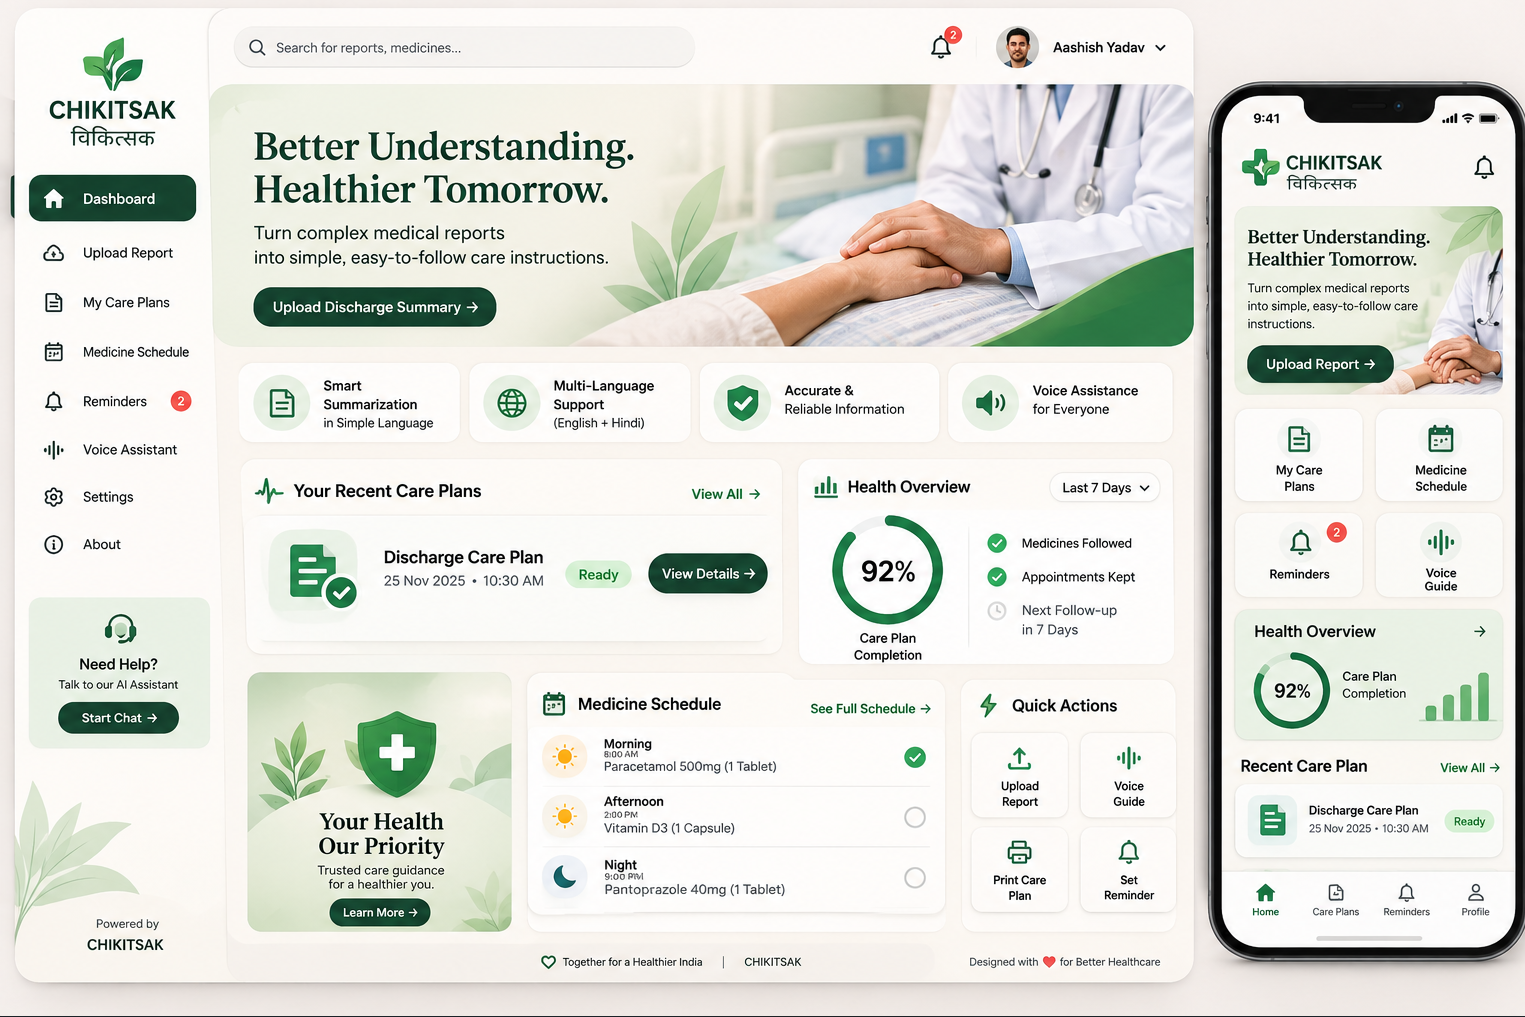 CHIKITSAK
चिकित्सक
Dashboard
Upload Report
My Care Plans
Medicine Schedule
Reminders
2
Voice Assistant
Settings
About
Need Help?
Talk to our AI Assistant
Start Chat →
Powered by
CHIKITSAK
Search for reports, medicines...
2
Aashish Yadav
Better Understanding.
Healthier Tomorrow.
Turn complex medical reports
into simple, easy-to-follow care instructions.
Upload Discharge Summary →
Smart
Summarization
in Simple Language
Multi-Language
Support
(English + Hindi)
Accurate &
Reliable Information
Voice Assistance
for Everyone
Your Recent Care Plans
View All →
Discharge Care Plan
25 Nov 2025 • 10:30 AM
Ready
View Details →
Health Overview
Last 7 Days
92%
Care Plan
Completion
Medicines Followed
Appointments Kept
Next Follow-up
in 7 Days
Your Health
Our Priority
Trusted care guidance
for a healthier you.
Learn More →
Medicine Schedule
See Full Schedule →
Morning
8:00 AM
Paracetamol 500mg (1 Tablet)
Afternoon
2:00 PM
Vitamin D3 (1 Capsule)
Night
9:00 PM
Pantoprazole 40mg (1 Tablet)
Quick Actions
Upload
Report
Voice
Guide
Print Care
Plan
Set
Reminder
Together for a Healthier India | CHIKITSAK
Designed with ❤ for Better Healthcare
9:41
CHIKITSAK
चिकित्सक
Better Understanding.
Healthier Tomorrow.
Turn complex medical reports
into simple, easy-to-follow care
instructions.
Upload Report →
My Care
Plans
Medicine
Schedule
2
Reminders
Voice
Guide
Health Overview →
92%
Care Plan
Completion
Recent Care Plan
View All →
Discharge Care Plan
25 Nov 2025 • 10:30 AM
Ready
Home
Care Plans
Reminders
Profile